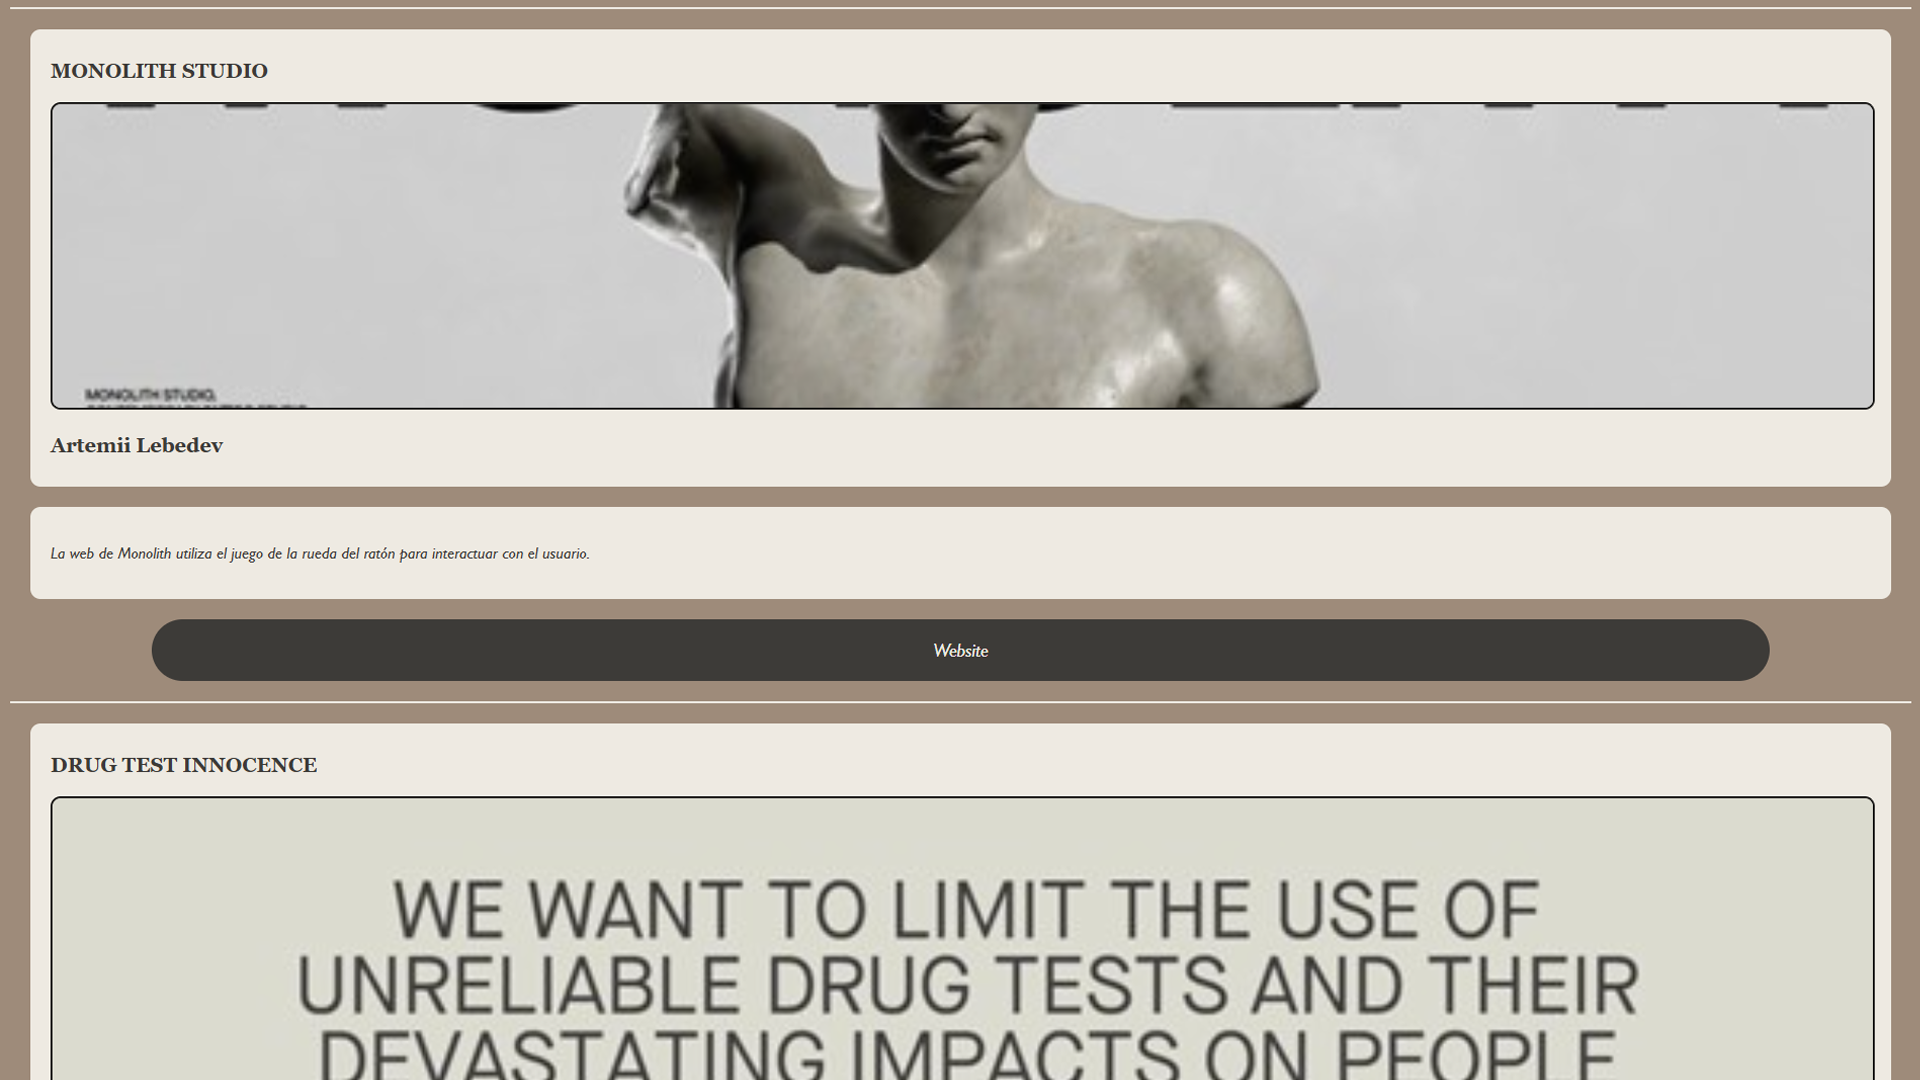 MONOLITH STUDIO
MONOLITH STUDIO,
Artemii Lebedev
La web de Monolith utiliza el juego de la rueda del ratón para interactuar con el usuario.
Website
DRUG TEST INNOCENCE
WE WANT TO LIMIT THE USE OF
UNRELIABLE DRUG TESTS AND THEIR
DEVASTATING IMPACTS ON PEOPLE